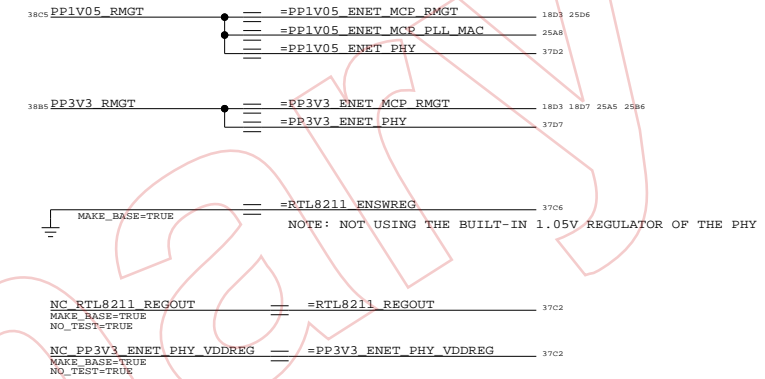 38C5 PP1V05_RMGT =PP1V05_ENET_MCP_RMGT 18D3 25D6
=PP1V05_ENET_MCP_PLL_MAC 25A8
=PP1V05_ENET_PHY 37D2
38B5 PP3V3_RMGT =PP3V3_ENET_MCP_RMGT 18D3 18D7 25A5 25B6
=PP3V3_ENET_PHY 37D7
=RTL8211_ENSWREG 37C6
MAKE_BASE=TRUE
NOTE: NOT USING THE BUILT-IN 1.05V REGULATOR OF THE PHY
NC_RTL8211_REGOUT =RTL8211_REGOUT 37C2
MAKE_BASE=TRUE
NO_TEST=TRUE
NC_PP3V3_ENET_PHY_VDDREG =PP3V3_ENET_PHY_VDDREG 37C2
MAKE_BASE=TRUE
NO_TEST=TRUE